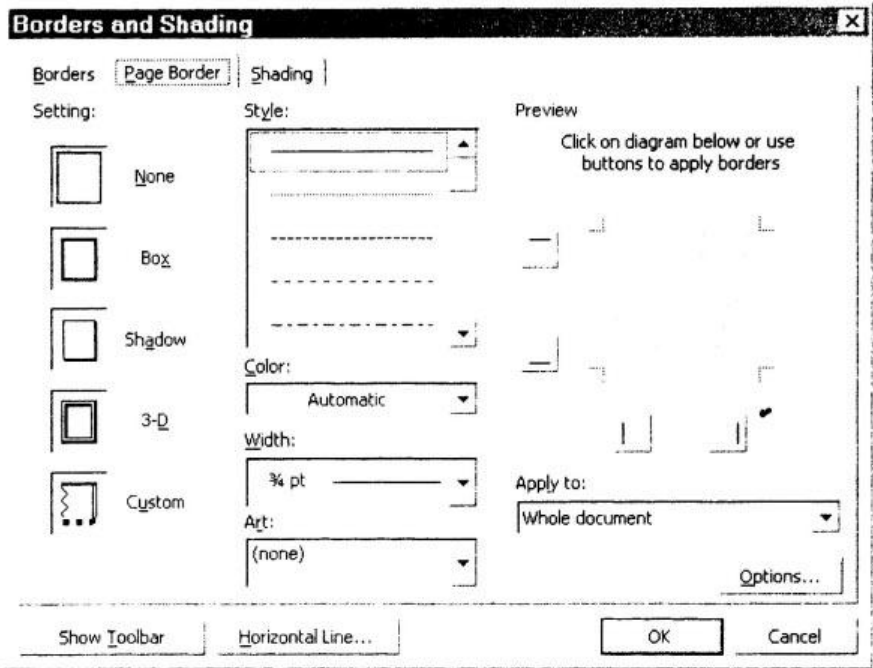 Borders and Shading
Borders
Page Border
Shading
Setting:
None
Box
Shadow
3-D
Custom
Style:
Color:
Automatic
Width:
¾ pt
Art:
(none)
Preview
Click on diagram below or use
buttons to apply borders
Apply to:
Whole document
Options...
Show Toolbar
Horizontal Line...
OK
Cancel